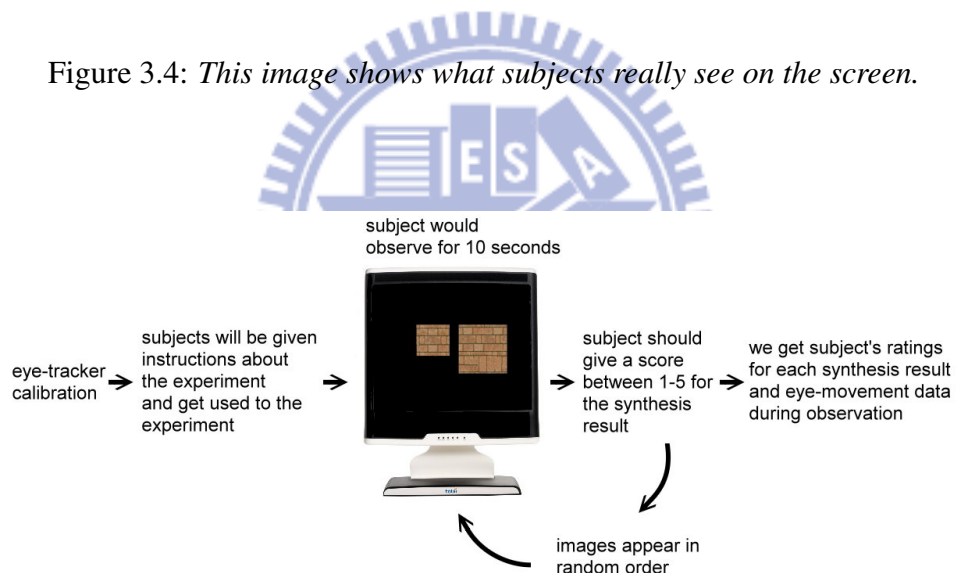 Figure 3.4: This image shows what subjects really see on the screen.
E S A
subject would
observe for 10 seconds
eye-tracker
calibration
subjects will be given
instructions about
the experiment
and get used to the
experiment
tobii
subject should
give a score
between 1-5 for
the synthesis
result
we get subject's ratings
for each synthesis result
and eye-movement data
during observation
images appear in
random order